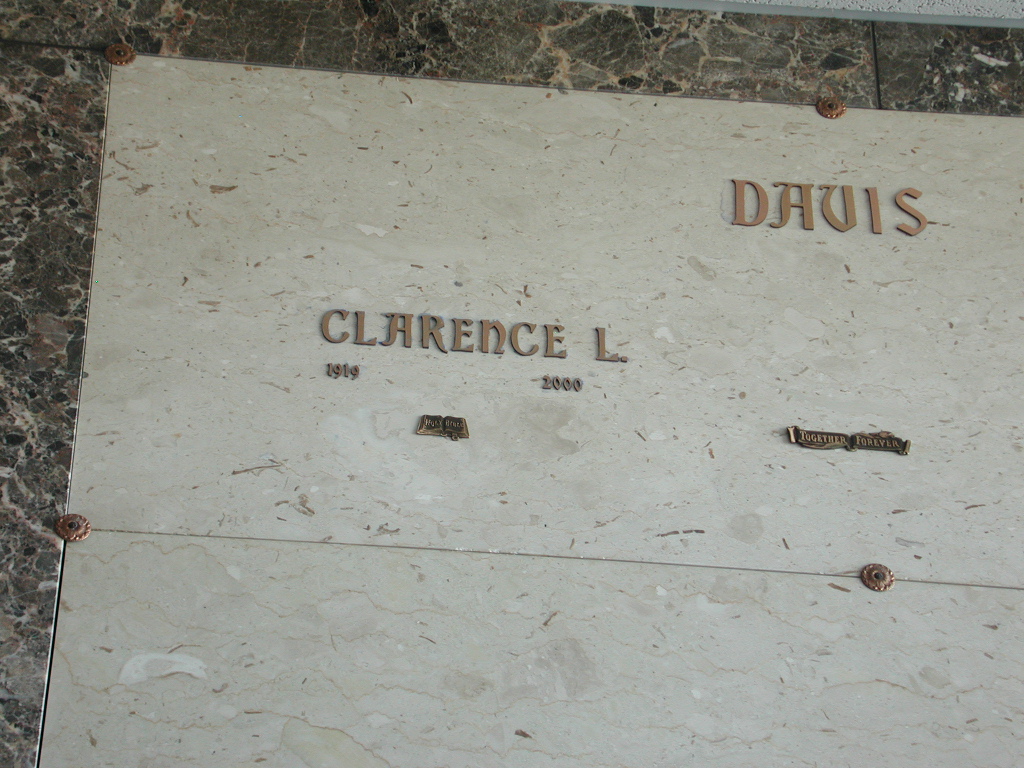 DAVIS
CLARENCE L.
1919 2000
HOLY BIBLE
TOGETHER FOREVER